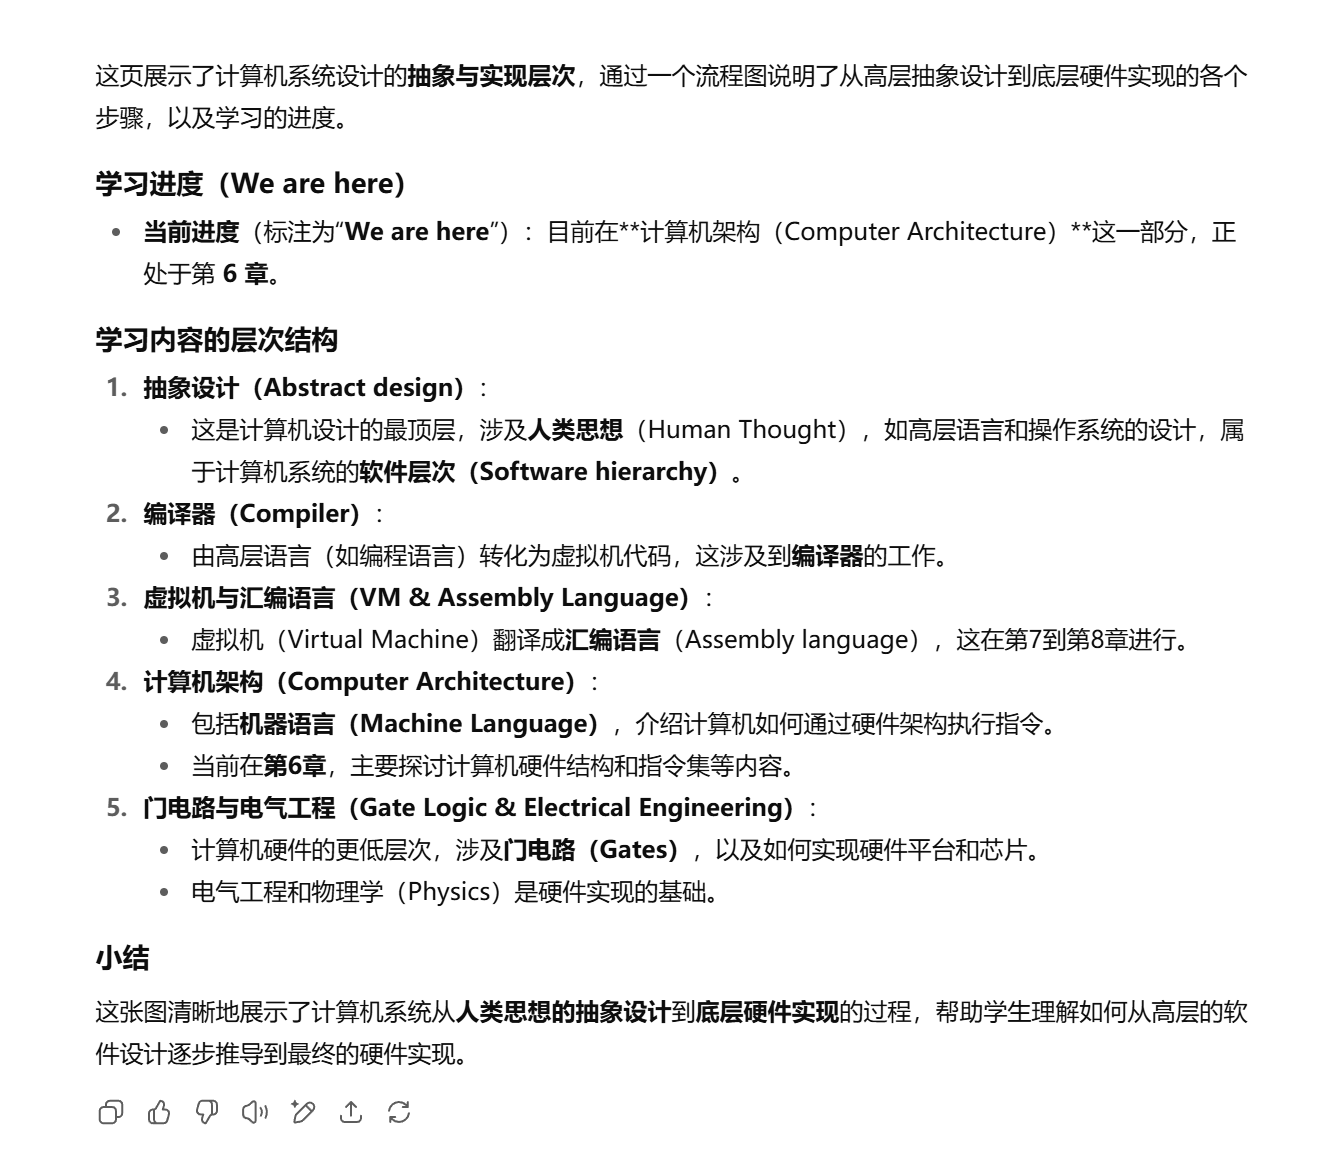 这页展示了计算机系统设计的抽象与实现层次，通过一个流程图说明了从高层抽象设计到底层硬件实现的各个
步骤，以及学习的进度。
学习进度（We are here）
• 当前进度（标注为“We are here”）：目前在**计算机架构（Computer Architecture）**这一部分，正
处于第 6 章。
学习内容的层次结构
1. 抽象设计（Abstract design）：
• 这是计算机设计的最顶层，涉及人类思想（Human Thought），如高层语言和操作系统的设计，属
于计算机系统的软件层次（Software hierarchy）。
2. 编译器（Compiler）：
• 由高层语言（如编程语言）转化为虚拟机代码，这涉及到编译器的工作。
3. 虚拟机与汇编语言（VM & Assembly Language）：
• 虚拟机（Virtual Machine）翻译成汇编语言（Assembly language），这在第7到第8章进行。
4. 计算机架构（Computer Architecture）：
• 包括机器语言（Machine Language），介绍计算机如何通过硬件架构执行指令。
• 当前在第6章，主要探讨计算机硬件结构和指令集等内容。
5. 门电路与电气工程（Gate Logic & Electrical Engineering）：
• 计算机硬件的更低层次，涉及门电路（Gates），以及如何实现硬件平台和芯片。
• 电气工程和物理学（Physics）是硬件实现的基础。
小结
这张图清晰地展示了计算机系统从人类思想的抽象设计到底层硬件实现的过程，帮助学生理解如何从高层的软
件设计逐步推导到最终的硬件实现。